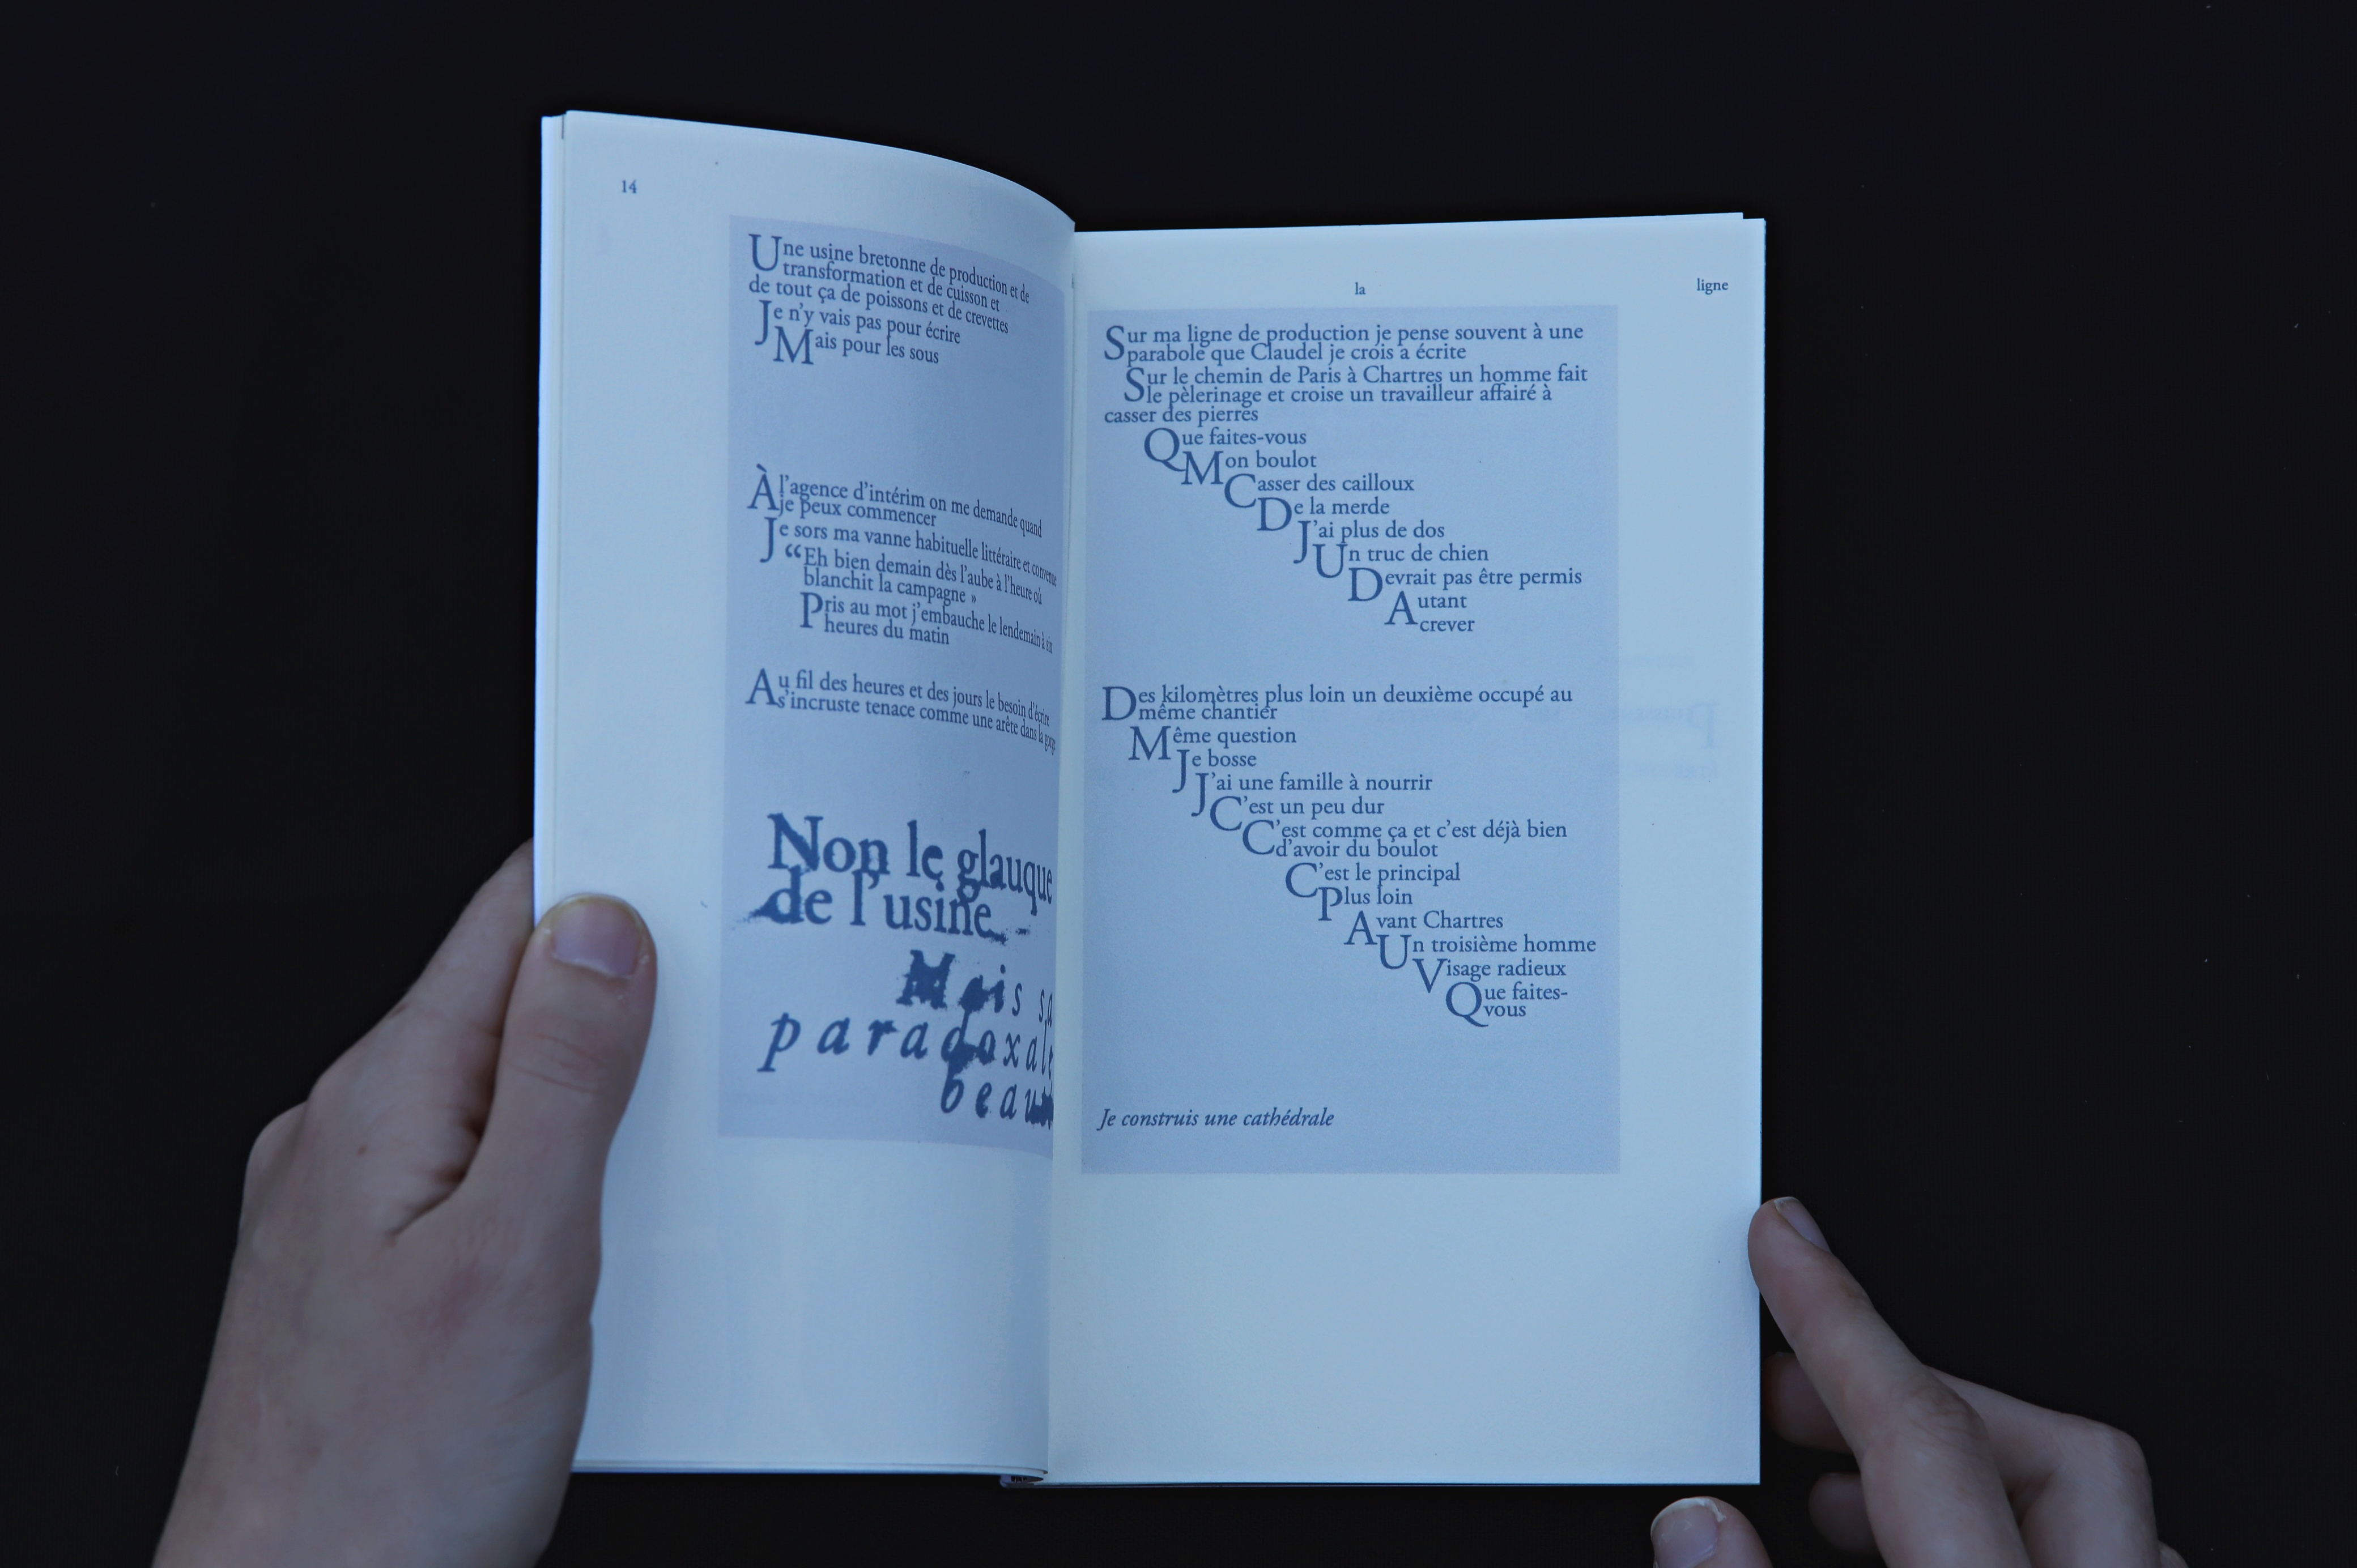 14
Une usine bretonne de production et de
transformation et de cuisson et
de tout ça de poissons et de crevettes
Je n’y vais pas pour écrire
Mais pour les sous
À l’agence d’intérim on me demande quand
je peux commencer
Je sors ma vanne habituelle littéraire et
“Eh bien demain dès l’aube à l’heure où
blanchit la campagne »
Pris au mot j’embauche le lendemain à six
heures du matin
Au fil des heures et des jours le besoin d’écrire
s’incruste tenace comme une arête dans la gorge
Non le glauque
de l’usine
Mais sa
paradoxale
la ligne
Sur ma ligne de production je pense souvent à une
parabole que Claudel je crois a écrite
Sur le chemin de Paris à Chartres un homme fait
le pèlerinage et croise un travailleur affairé à
casser des pierres
Que faites-vous
Mon boulot
Casser des cailloux
De la merde
J’ai plus de dos
Un truc de chien
Devrait pas être permis
Autant
crever
Des kilomètres plus loin un deuxième occupé au
même chantier
Même question
Je bosse
J’ai une famille à nourrir
C’est un peu dur
C’est comme ça et c’est déjà bien
d’avoir du boulot
C’est le principal
Plus loin
Avant Chartres
Un troisième homme
Visage radieux
Que faites-
vous
Je construis une cathédrale